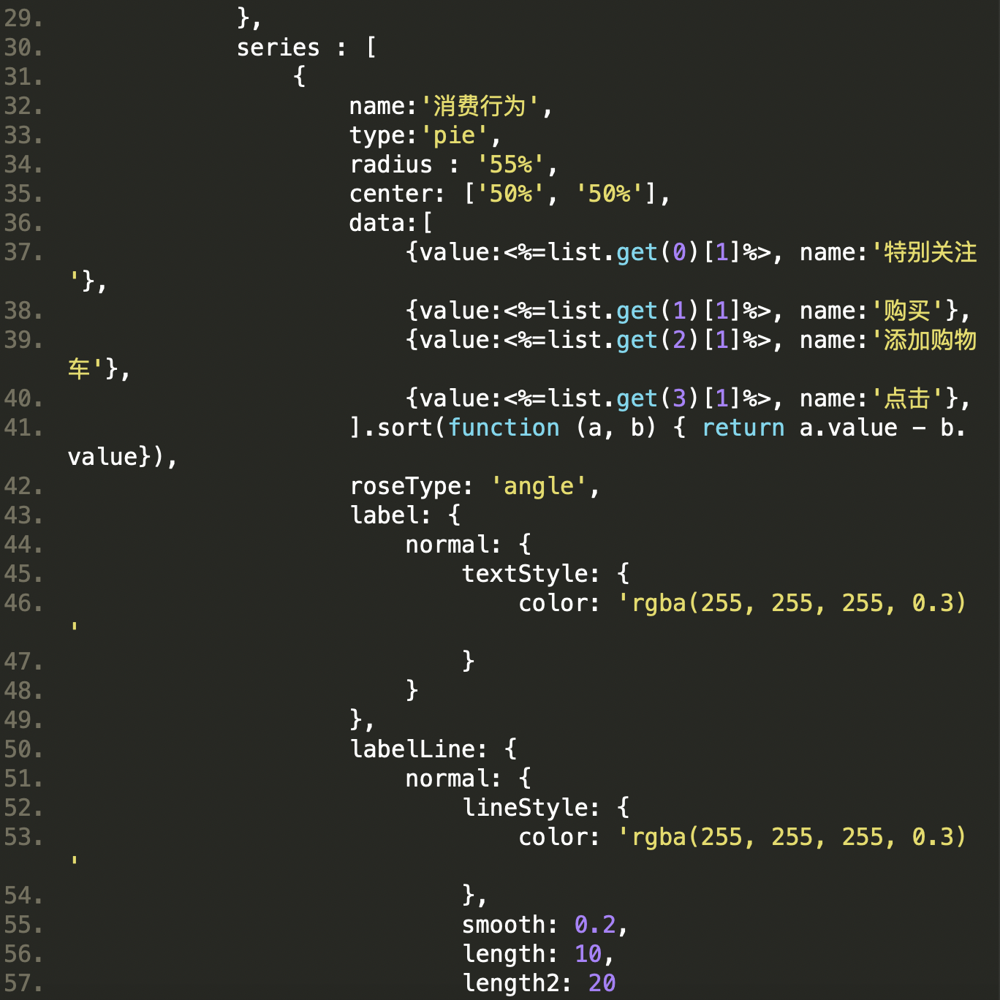 29.              },
30.              series : [
31.                  {
32.                      name:'消费行为',
33.                      type:'pie',
34.                      radius : '55%',
35.                      center: ['50%', '50%'],
36.                      data:[
37.                          {value:<%=list.get(0)[1]%>, name:'特别关注
'},
38.                          {value:<%=list.get(1)[1]%>, name:'购买'},
39.                          {value:<%=list.get(2)[1]%>, name:'添加购物
车'},
40.                          {value:<%=list.get(3)[1]%>, name:'点击'},
41.                      ].sort(function (a, b) { return a.value - b.
value}),
42.                      roseType: 'angle',
43.                      label: {
44.                          normal: {
45.                              textStyle: {
46.                                  color: 'rgba(255, 255, 255, 0.3)
'
47.                              }
48.                          }
49.                      },
50.                      labelLine: {
51.                          normal: {
52.                              lineStyle: {
53.                                  color: 'rgba(255, 255, 255, 0.3)
'
54.                              },
55.                              smooth: 0.2,
56.                              length: 10,
57.                              length2: 20